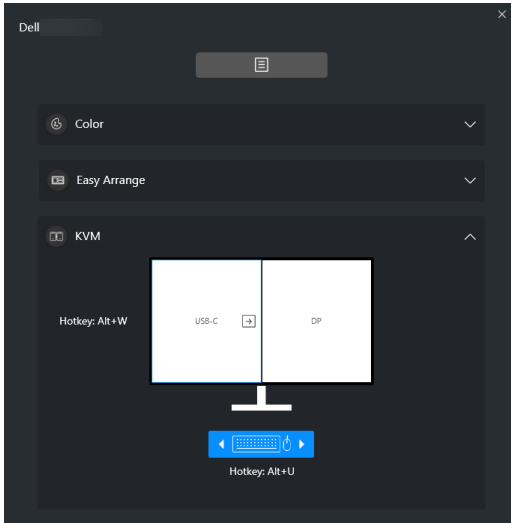 Dell
Color
Easy Arrange
KVM
Hotkey: Alt+W
USB-C
DP
Hotkey: Alt+U